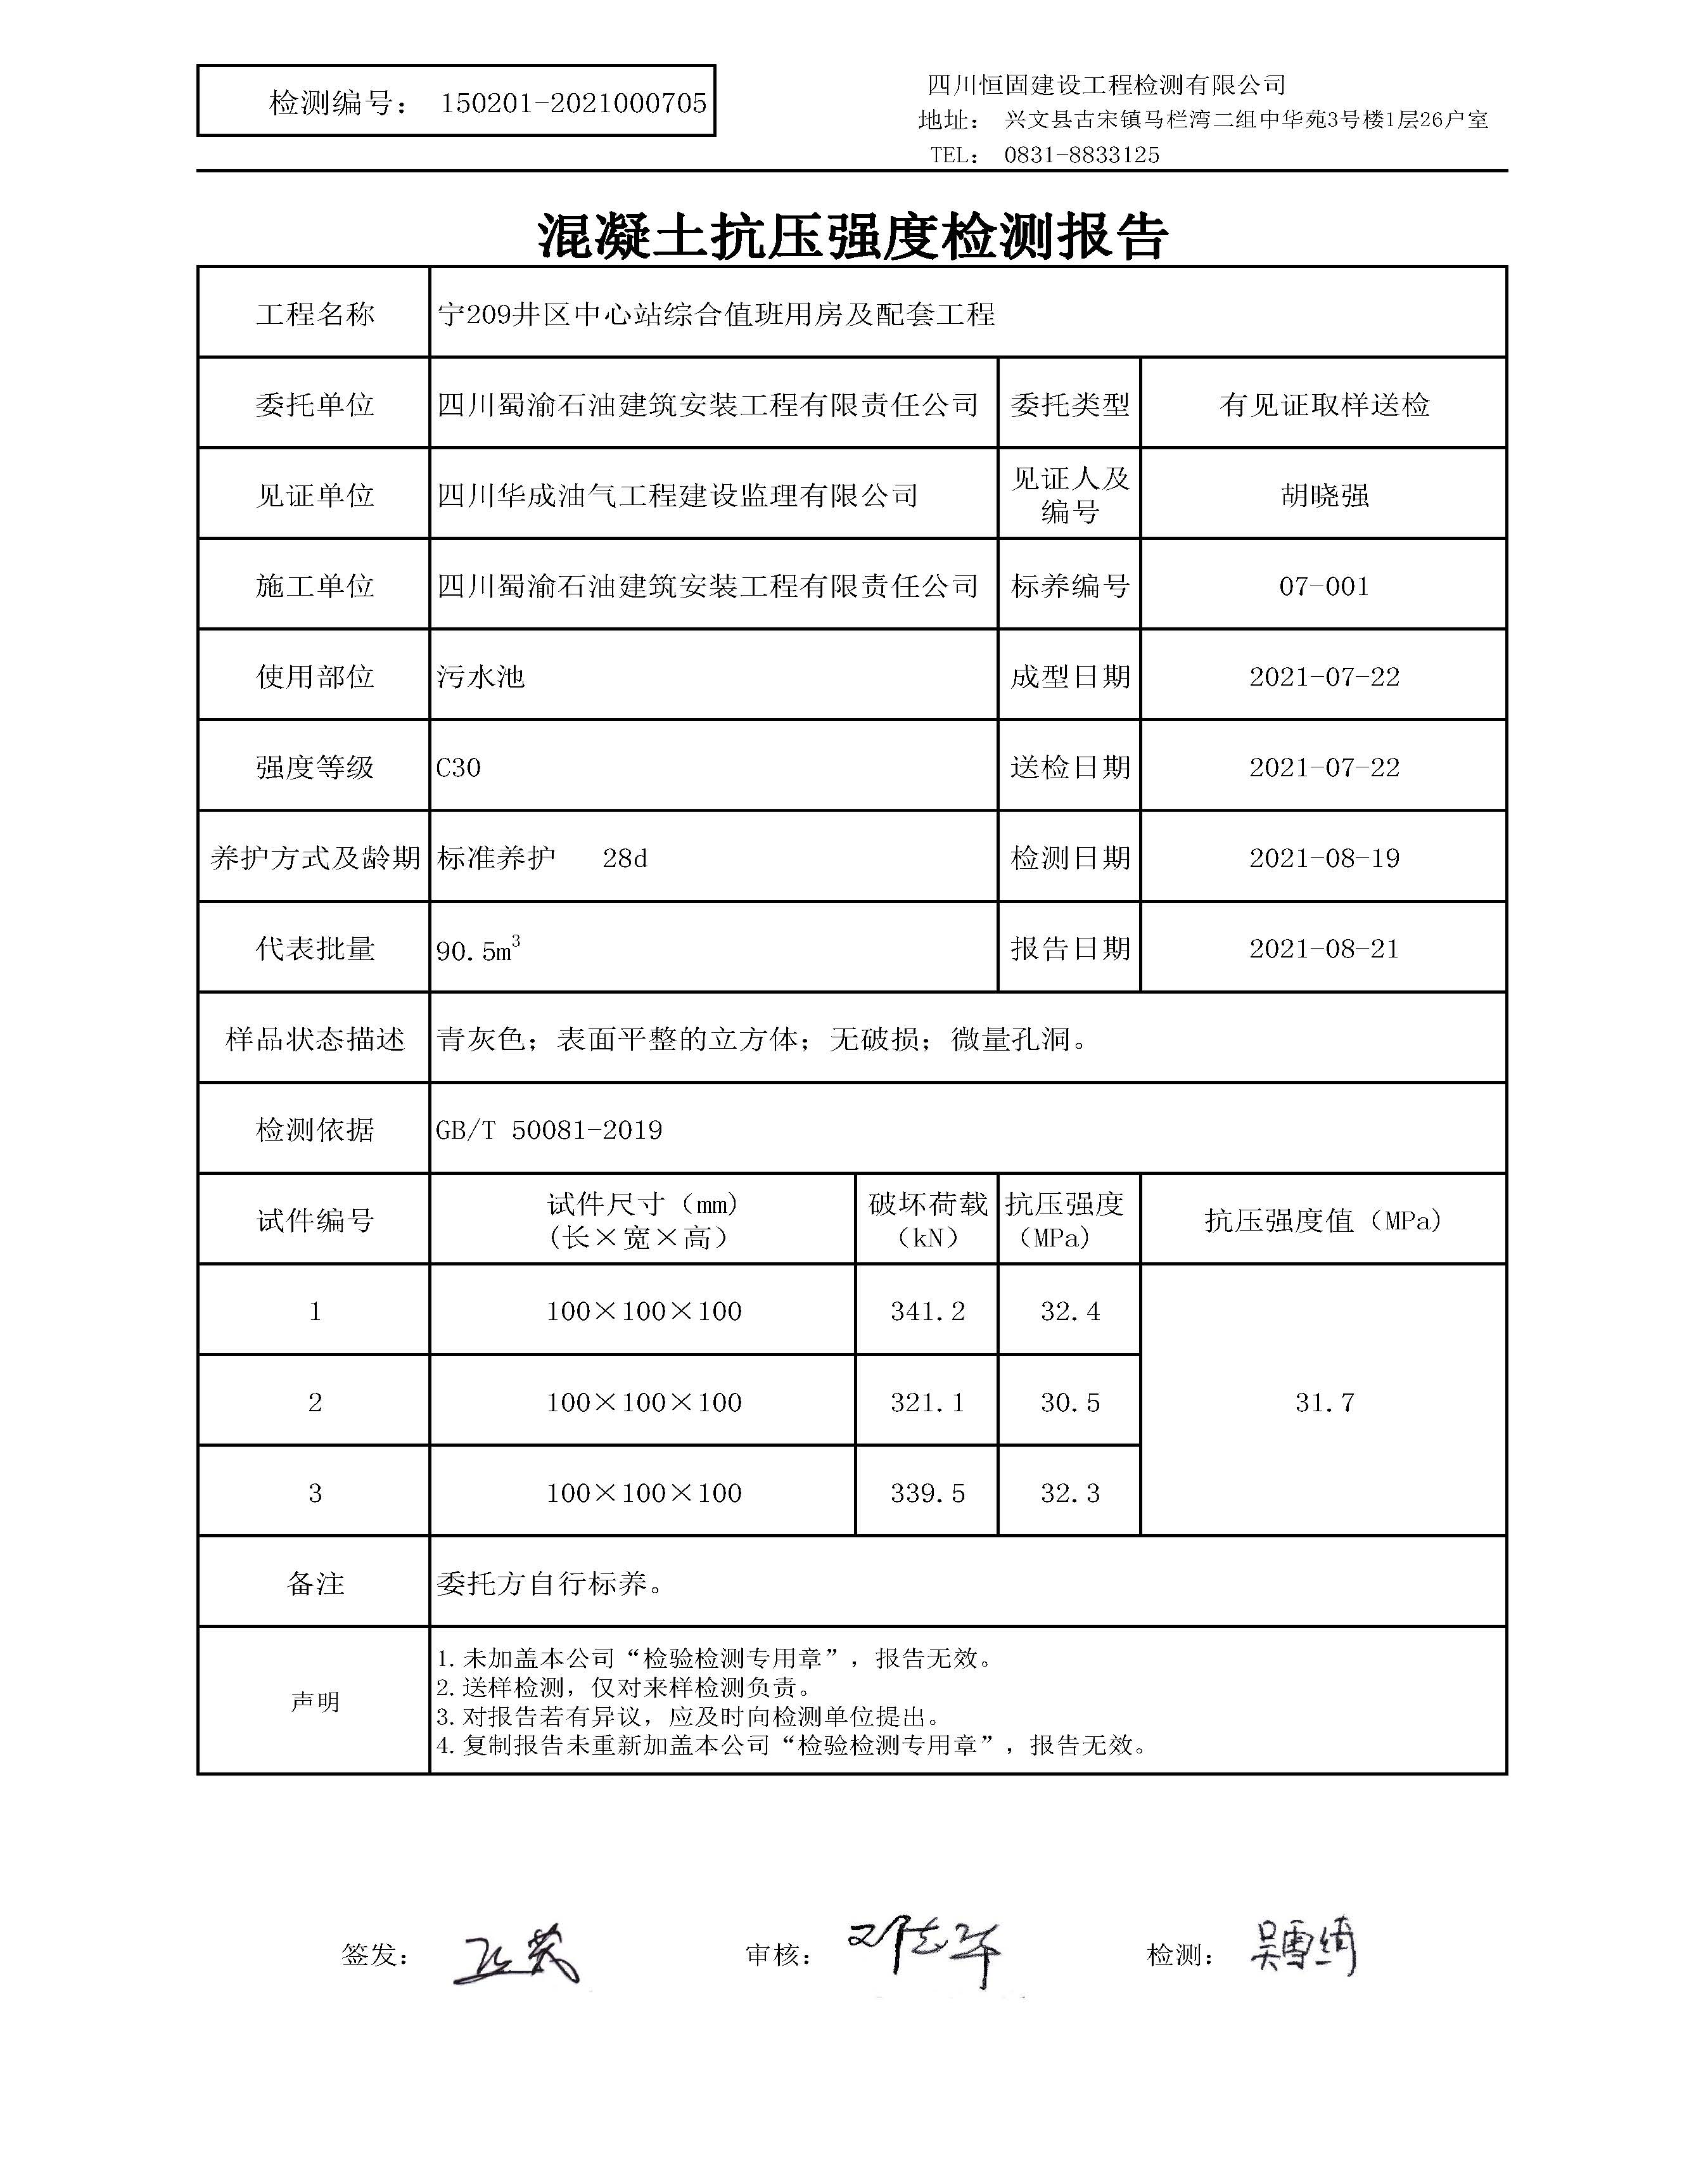 检测编号： 150201-2021000705
四川恒固建设工程检测有限公司
地址： 兴文县古宋镇马栏湾二组中华苑3号楼1层26户室
TEL： 0831-8833125
混凝土抗压强度检测报告
工程名称 宁209井区中心站综合值班用房及配套工程
委托单位 四川蜀渝石油建筑安装工程有限责任公司 委托类型 有见证取样送检
见证单位 四川华成油气工程建设监理有限公司 见证人及编号 胡晓强
施工单位 四川蜀渝石油建筑安装工程有限责任公司 标养编号 07-001
使用部位 污水池 成型日期 2021-07-22
强度等级 C30 送检日期 2021-07-22
养护方式及龄期 标准养护 28d 检测日期 2021-08-19
代表批量 90.5m³ 报告日期 2021-08-21
样品状态描述 青灰色；表面平整的立方体；无破损；微量孔洞。
检测依据 GB/T 50081-2019
试件编号 试件尺寸（mm）（长×宽×高） 破坏荷载（kN） 抗压强度（MPa） 抗压强度值（MPa）
1 100×100×100 341.2 32.4
2 100×100×100 321.1 30.5 31.7
3 100×100×100 339.5 32.3
备注 委托方自行标养。
声明
1.未加盖本公司“检验检测专用章”，报告无效。
2.送样检测，仅对来样检测负责。
3.对报告若有异议，应及时向检测单位提出。
4.复制报告未重新加盖本公司“检验检测专用章”，报告无效。
签发： 审核： 检测： 吴雪绮